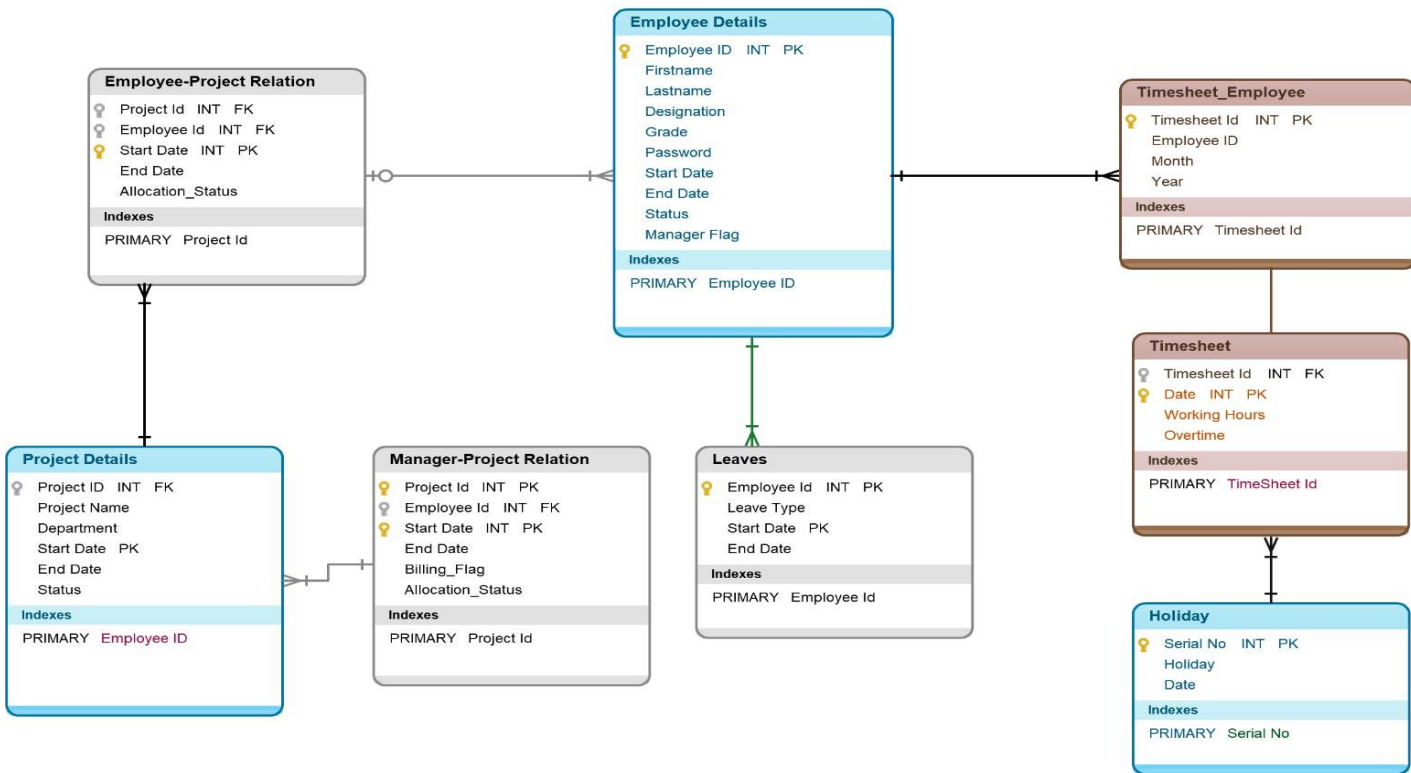 Employee Details
Employee ID INT PK
Firstname
Lastname
Designation
Grade
Password
Start Date
End Date
Status
Manager Flag
Indexes
PRIMARY Employee ID
Employee-Project Relation
Project Id INT FK
Employee Id INT FK
Start Date INT PK
End Date
Allocation_Status
Indexes
PRIMARY Project Id
Timesheet_Employee
Timesheet Id INT PK
Employee ID
Month
Year
Indexes
PRIMARY Timesheet Id
Timesheet
Timesheet Id INT FK
Date INT PK
Working Hours
Overtime
Indexes
PRIMARY TimeSheet Id
Project Details
Project ID INT FK
Project Name
Department
Start Date PK
End Date
Status
Indexes
PRIMARY Employee ID
Manager-Project Relation
Project Id INT PK
Employee Id INT FK
Start Date INT PK
End Date
Billing_Flag
Allocation_Status
Indexes
PRIMARY Project Id
Leaves
Employee Id INT PK
Leave Type
Start Date PK
End Date
Indexes
PRIMARY Employee Id
Holiday
Serial No INT PK
Holiday
Date
Indexes
PRIMARY Serial No